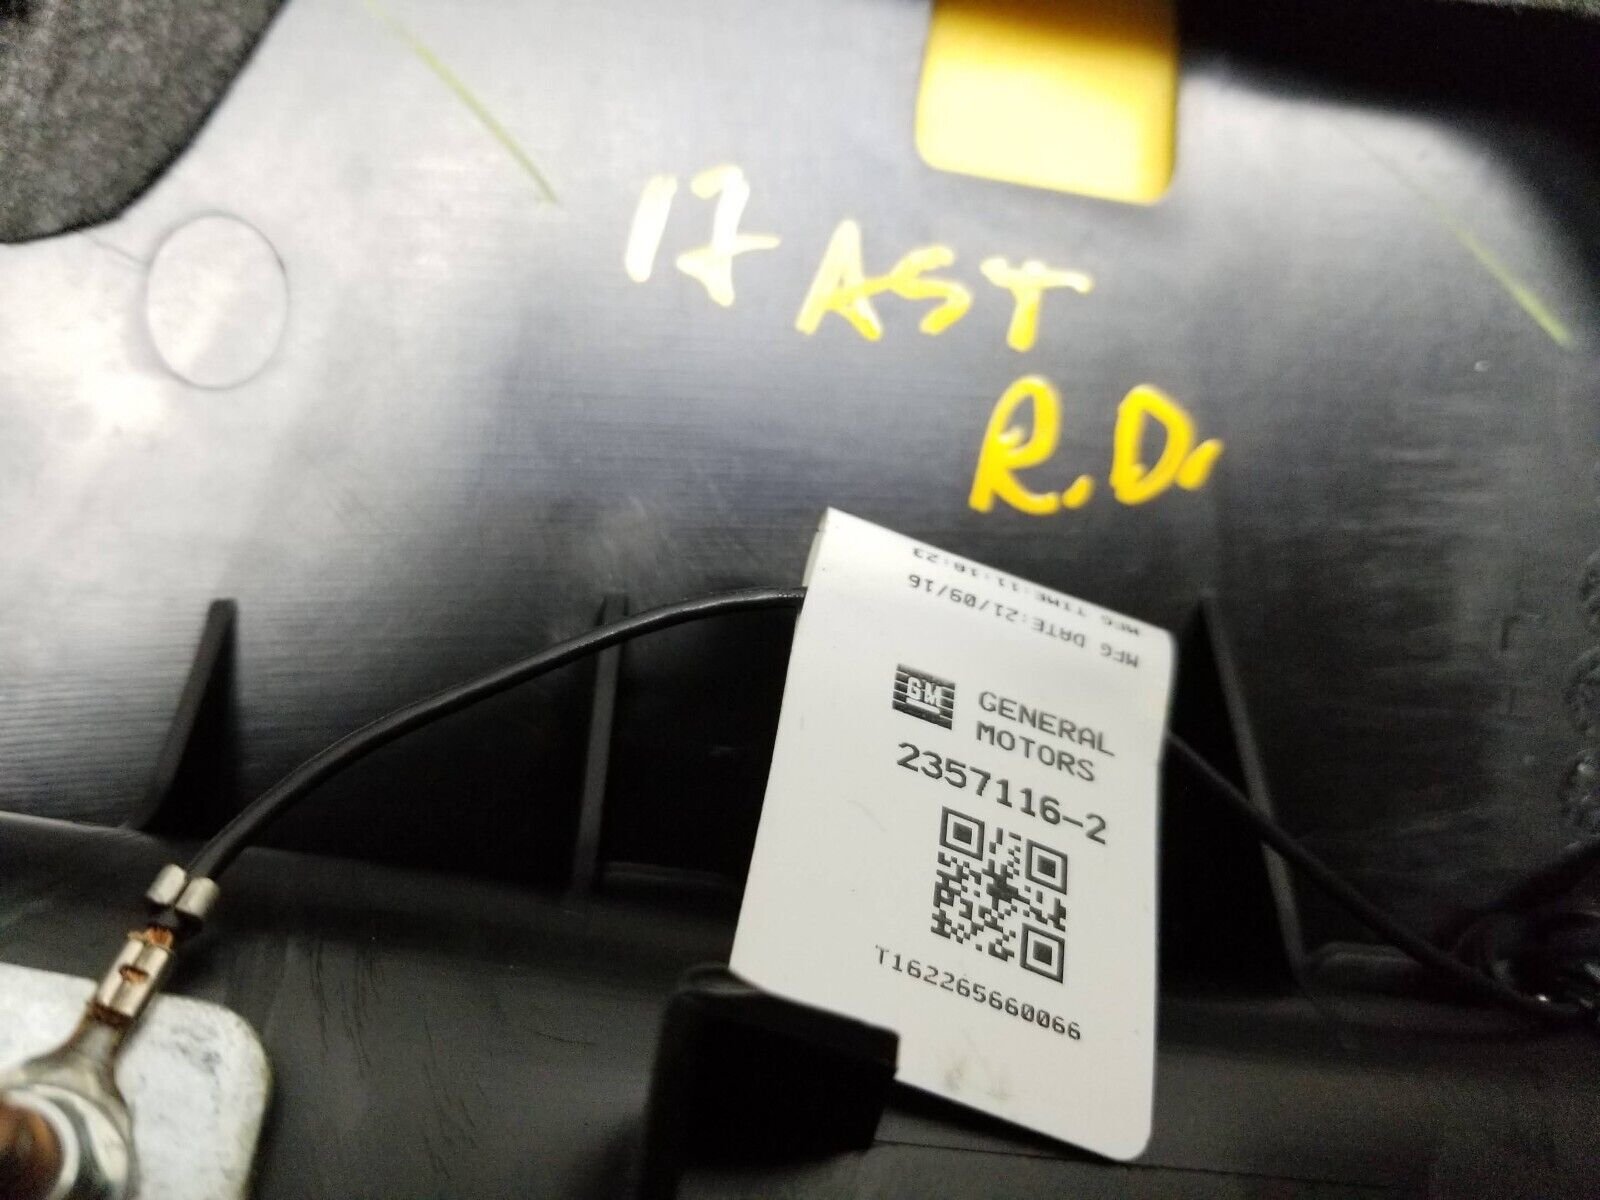 17 AST
R.D.
MFG TIME:11:18:23
MFG DATE:21/09/16
GM
GENERAL
MOTORS
2357116-2
T162265660066